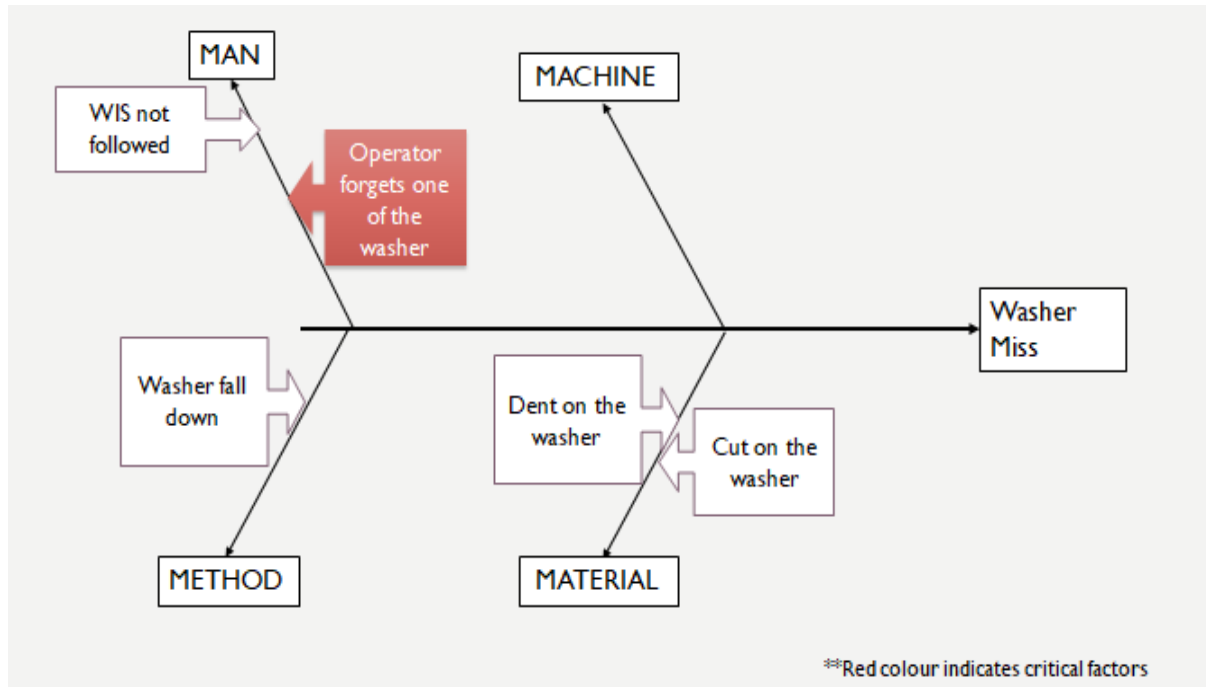 MAN
MACHINE
WIS not
followed
Operator
forgets one
of the
washer
Washer
Miss
Washer fall
down
Dent on the
washer
Cut on the
washer
METHOD
MATERIAL
**Red colour indicates critical factors